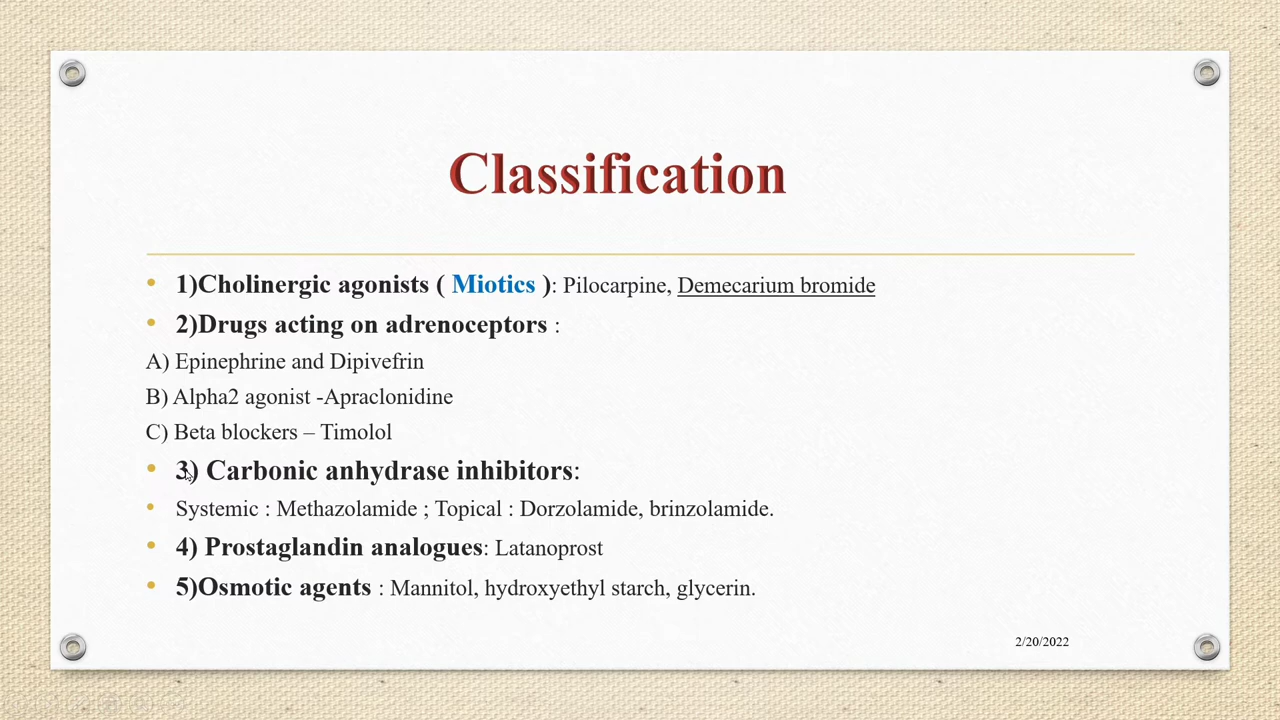 Classification
• 1)Cholinergic agonists ( Miotics ): Pilocarpine, Demecarium bromide
• 2)Drugs acting on adrenoceptors :
A) Epinephrine and Dipivefrin
B) Alpha2 agonist -Apraclonidine
C) Beta blockers – Timolol
• 3) Carbonic anhydrase inhibitors:
• Systemic : Methazolamide ; Topical : Dorzolamide, brinzolamide.
• 4) Prostaglandin analogues: Latanoprost
• 5)Osmotic agents : Mannitol, hydroxyethyl starch, glycerin.
2/20/2022